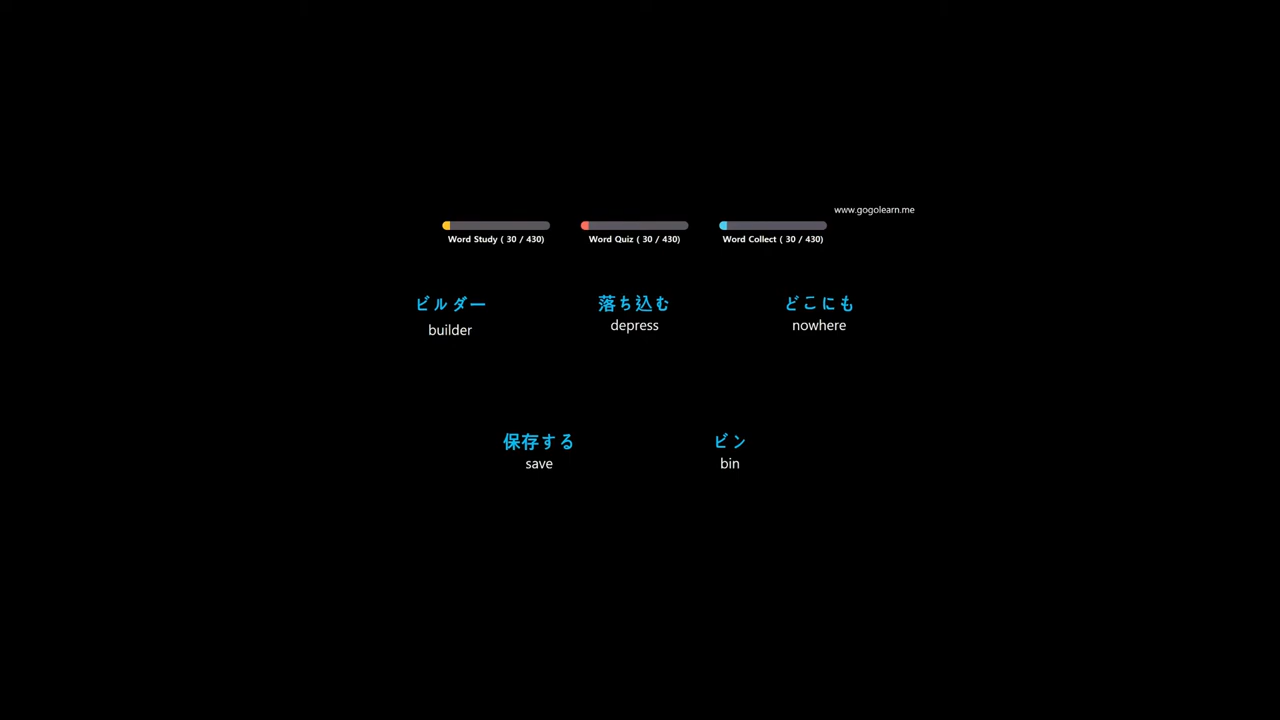 www.gogolearn.me
Word Study ( 30 / 430)
Word Quiz ( 30 / 430)
Word Collect ( 30 / 430)
ビルダー
builder
落ち込む
depress
どこにも
nowhere
保存する
save
ビン
bin